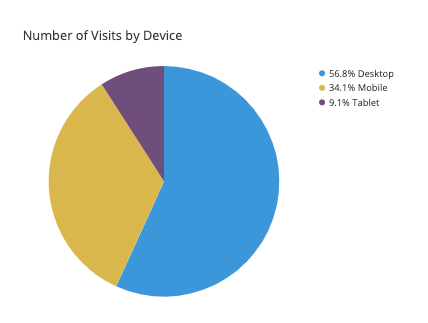 Number of Visits by Device
56.8% Desktop
34.1% Mobile
9.1% Tablet